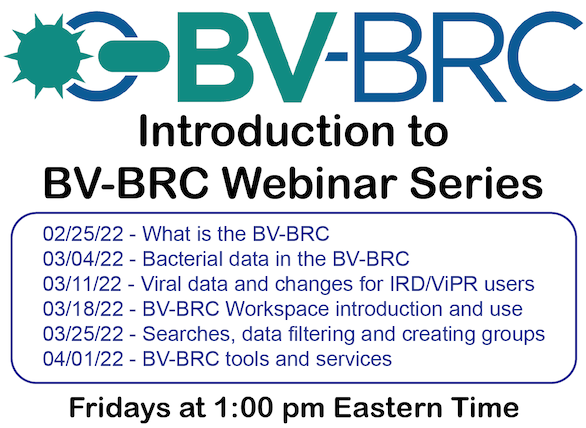 BV-BRC
Introduction to
BV-BRC Webinar Series
02/25/22 - What is the BV-BRC
03/04/22 - Bacterial data in the BV-BRC
03/11/22 - Viral data and changes for IRD/ViPR users
03/18/22 - BV-BRC Workspace introduction and use
03/25/22 - Searches, data filtering and creating groups
04/01/22 - BV-BRC tools and services
Fridays at 1:00 pm Eastern Time